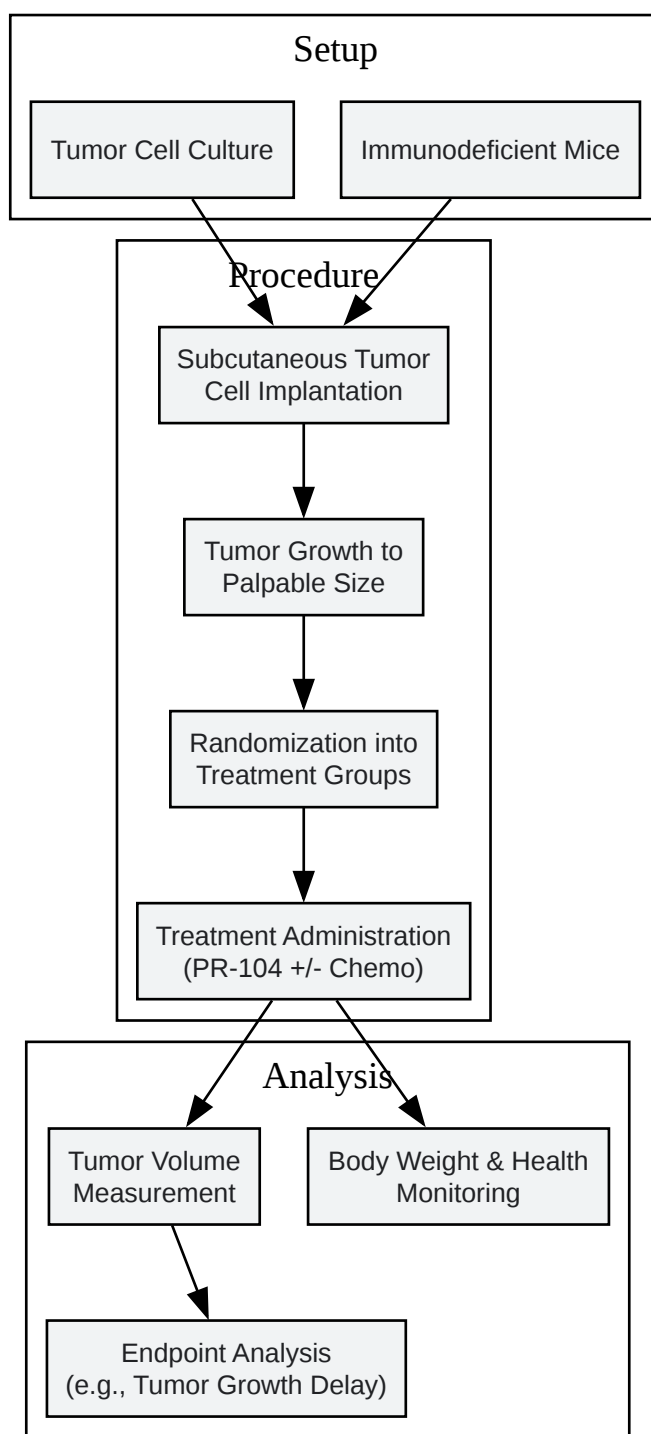 Setup
Tumor Cell Culture
Immunodeficient Mice
Procedure
Subcutaneous Tumor
Cell Implantation
Tumor Growth to
Palpable Size
Randomization into
Treatment Groups
Treatment Administration
(PR-104 +/- Chemo)
Analysis
Tumor Volume
Measurement
Body Weight & Health
Monitoring
Endpoint Analysis
(e.g., Tumor Growth Delay)